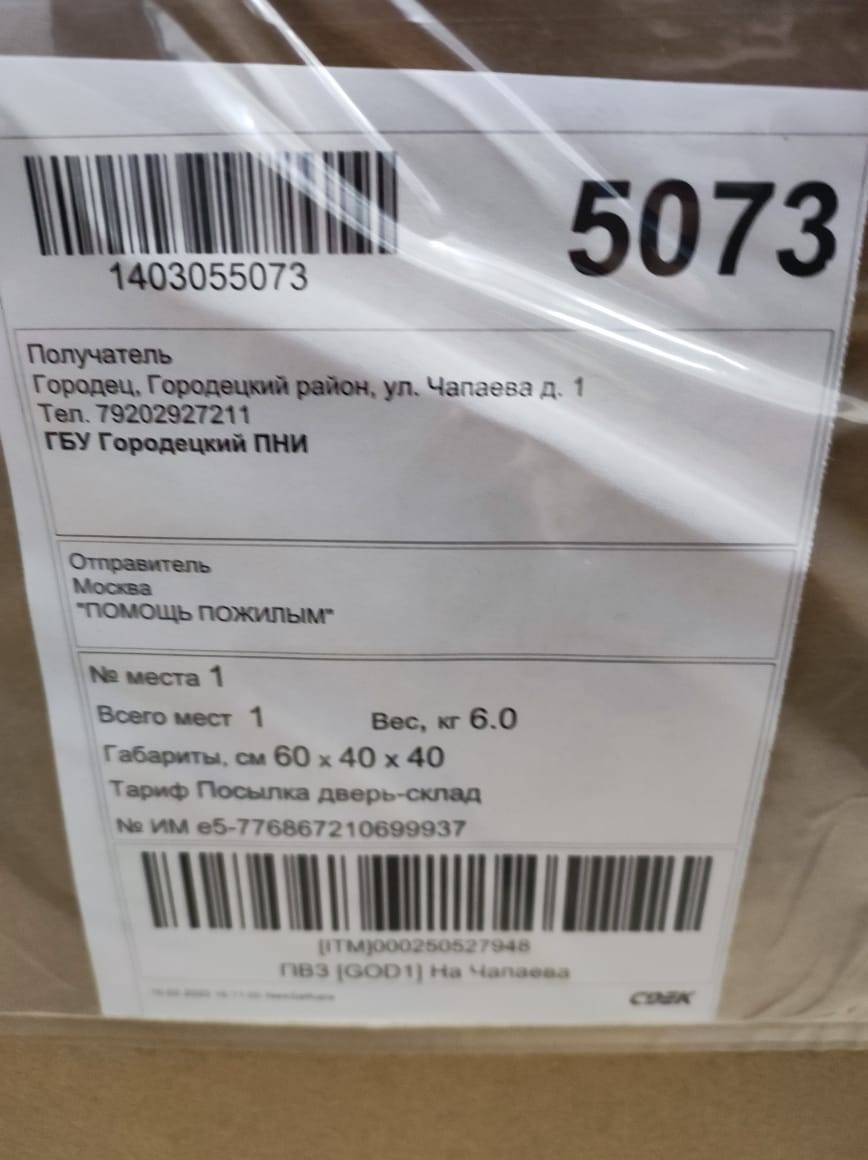 5073
1403055073
Получатель
Городец, Городецкий район, ул. Чапаева д. 1
Тел. 79202927211
ГБУ Городецкий ПНИ
Отправитель
Москва
"ПОМОЩЬ ПОЖИЛЫМ"
№ места 1
Всего мест 1 Вес, кг 6.0
Габариты, см 60 x 40 x 40
Тариф Посылка дверь-склад
№ ИМ e5-776867210699937
[ITM]000250527948
ПВЗ [GOD1] На Чапаева
CDEK